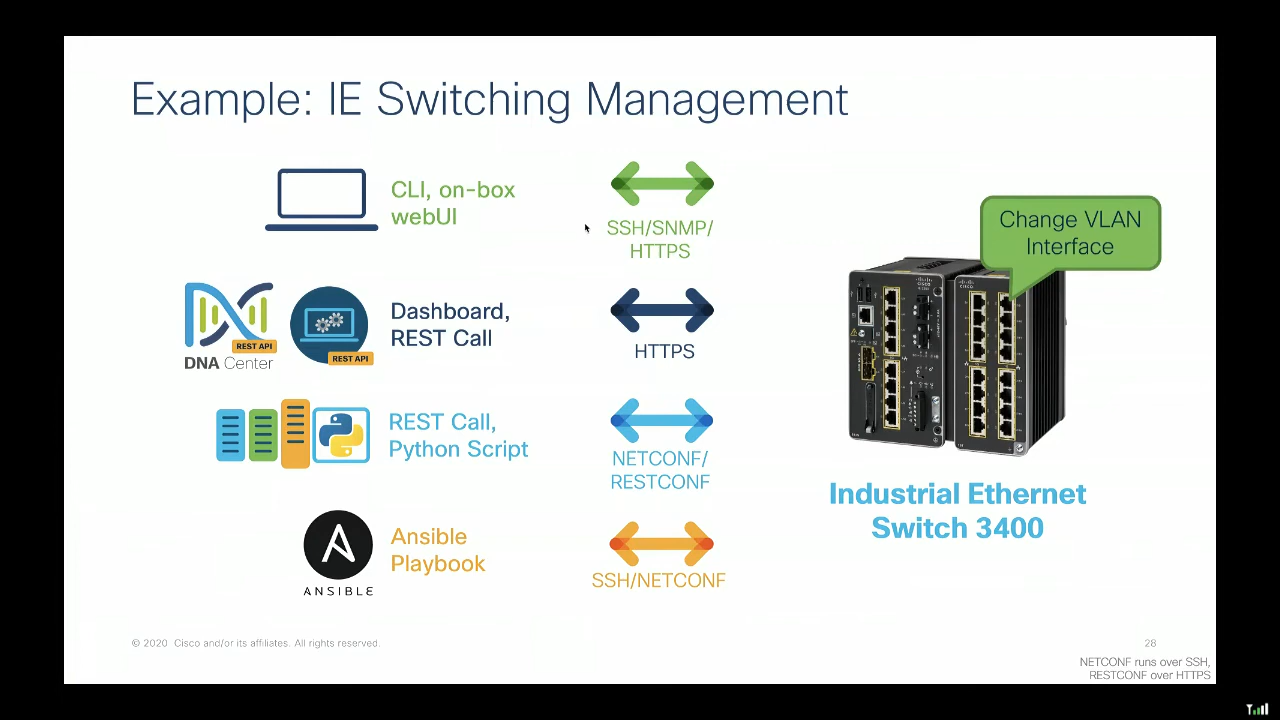 Example: IE Switching Management
CLI, on-box
webUI
SSH/SNMP/
HTTPS
Change VLAN
Interface
REST API
DNA Center
REST API
Dashboard,
REST Call
HTTPS
REST Call,
Python Script
NETCONF/
RESTCONF
Industrial Ethernet
Switch 3400
ANSIBLE
Ansible
Playbook
SSH/NETCONF
© 2020 Cisco and/or its affiliates. All rights reserved.
28
NETCONF runs over SSH,
RESTCONF over HTTPS